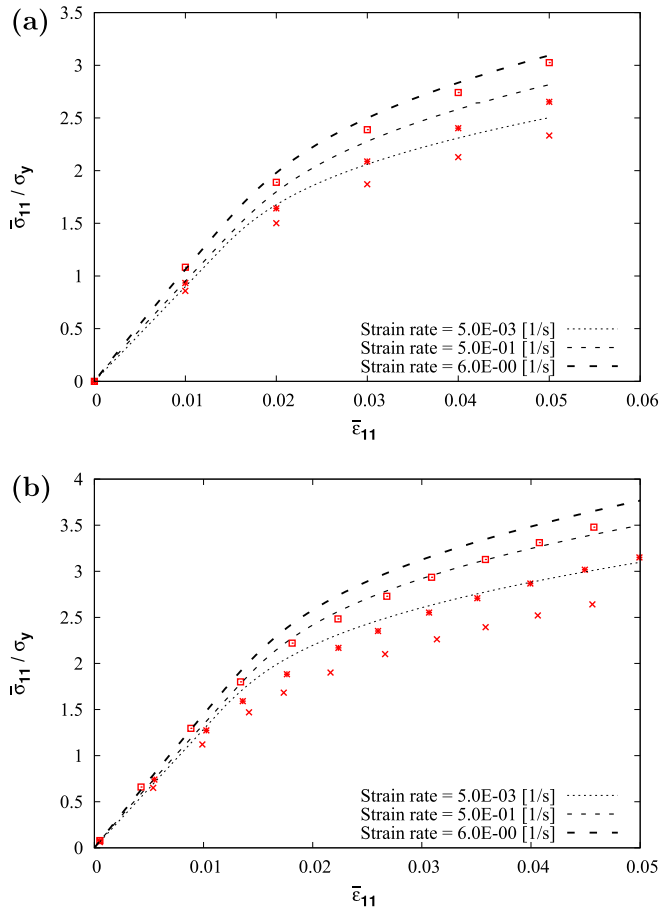 (a)
3.5
3
2.5
2
1.5
1
0.5
0
σ̅₁₁ / σ_y
Strain rate = 5.0E-03 [1/s]
Strain rate = 5.0E-01 [1/s]
Strain rate = 6.0E-00 [1/s]
0 0.01 0.02 0.03 0.04 0.05 0.06
ε̅₁₁
(b)
4
3.5
3
2.5
2
1.5
1
0.5
0
σ̅₁₁ / σ_y
Strain rate = 5.0E-03 [1/s]
Strain rate = 5.0E-01 [1/s]
Strain rate = 6.0E-00 [1/s]
0 0.01 0.02 0.03 0.04 0.05
ε̅₁₁